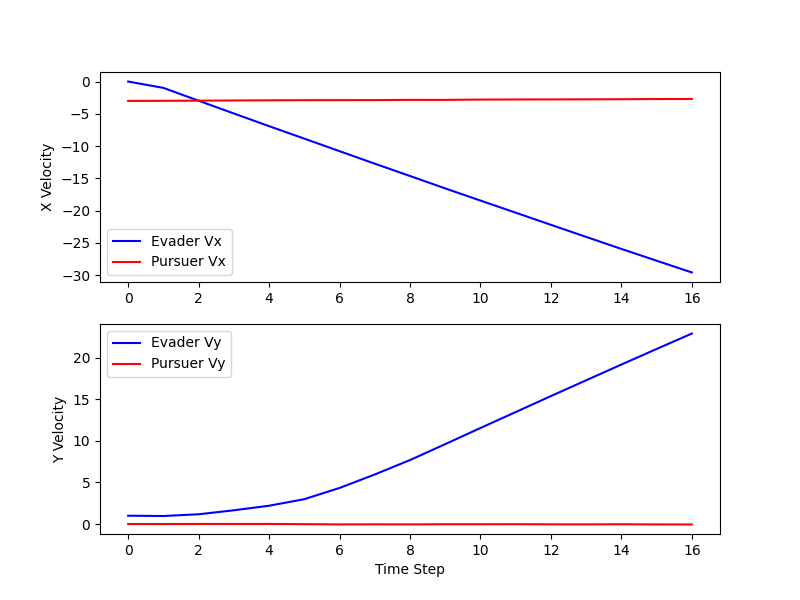 0
−5
−10
−15
−20
−25
−30
X Velocity
Evader Vx
Pursuer Vx
0 2 4 6 8 10 12 14 16
Evader Vy
Pursuer Vy
20
15
10
5
0
Y Velocity
0 2 4 6 8 10 12 14 16
Time Step